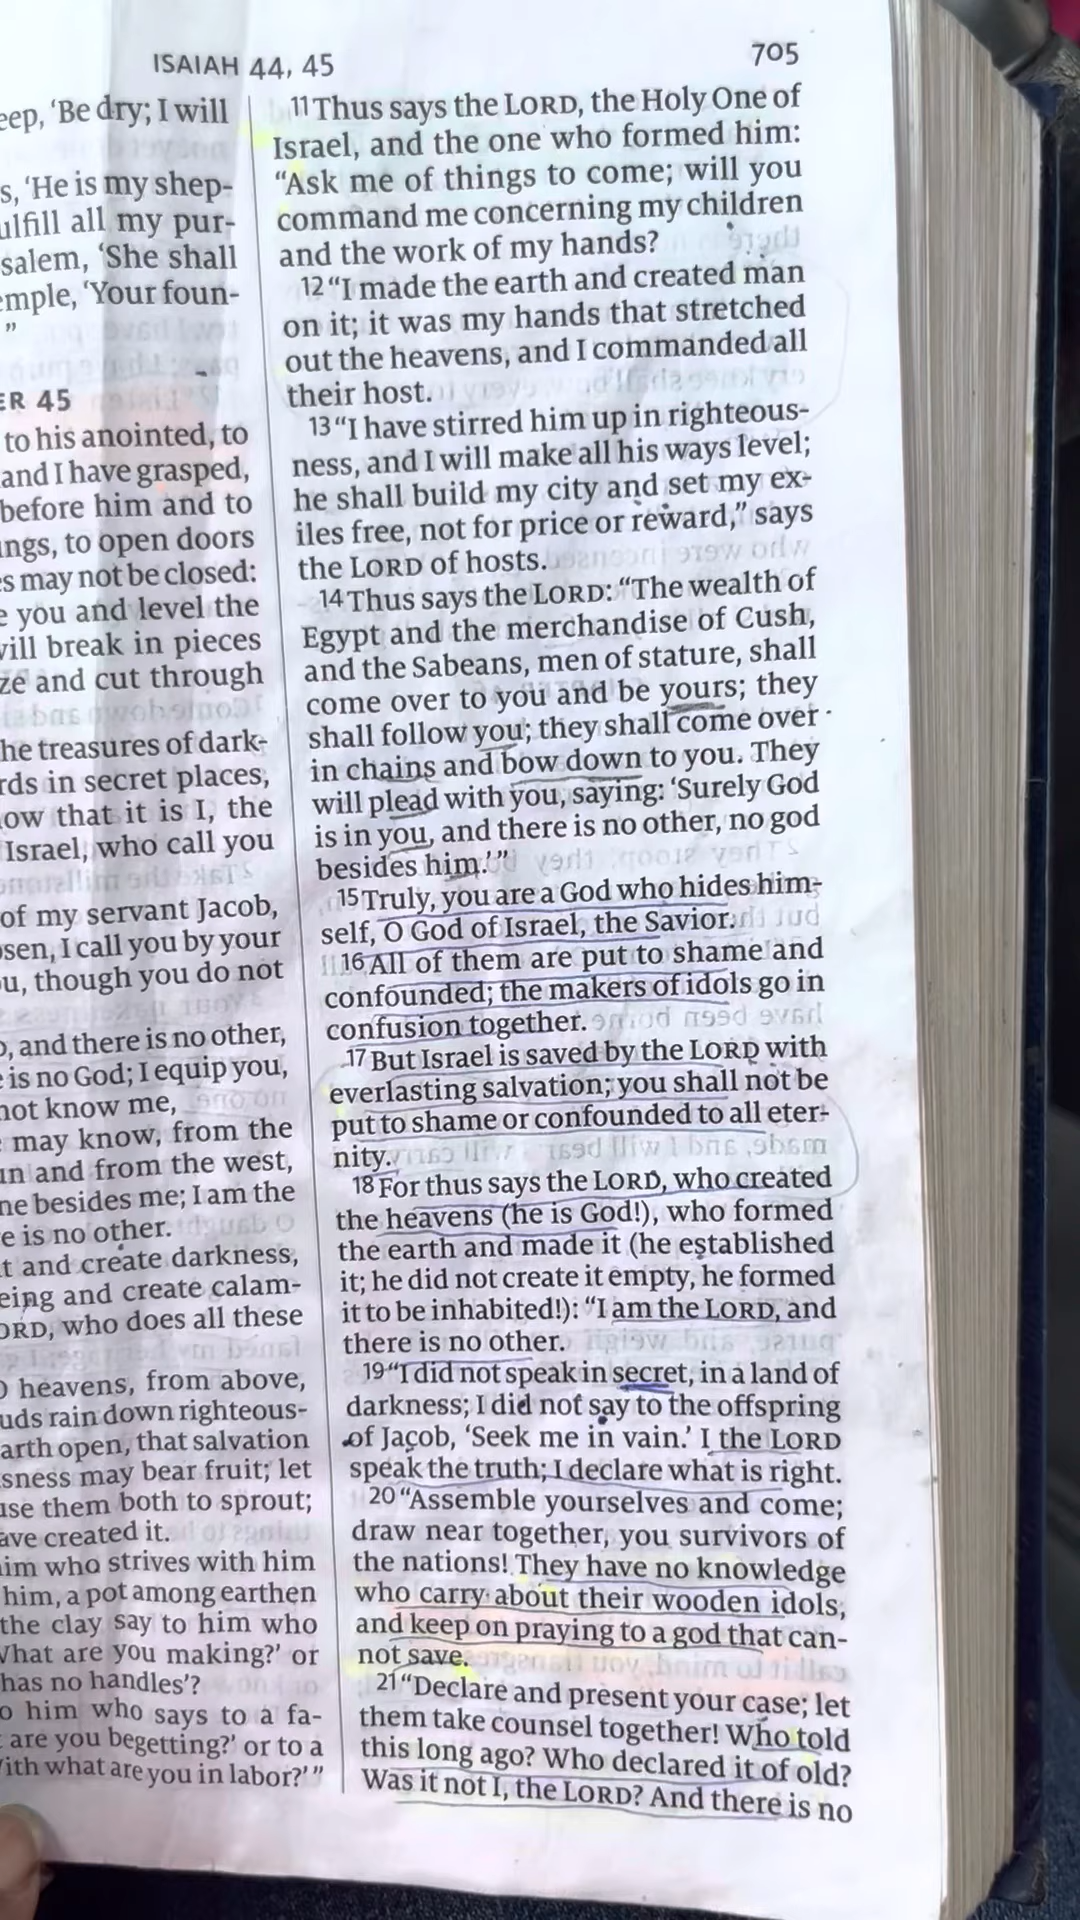 ISAIAH 44, 45
705
eep, 'Be dry; I will
s, 'He is my shep-
ulfill all my pur-
salem, 'She shall
emple, 'Your foun-
”
ER 45
to his anointed, to
and I have grasped,
before him and to
ngs, to open doors
s may not be closed:
e you and level the
will break in pieces
ze and cut through
he treasures of dark-
rds in secret places,
ow that it is I, the
Israel, who call you
of my servant Jacob,
osen, I call you by your
u, though you do not
, and there is no other,
is no God; I equip you,
not know me,
may know, from the
un and from the west,
ne besides me; I am the
e is no other.
t and create darkness,
eing and create calam-
ORD, who does all these
O heavens, from above,
uds rain down righteous-
arth open, that salvation
sness may bear fruit; let
use them both to sprout;
ave created it.
im who strives with him
him, a pot among earthen
the clay say to him who
What are you making?' or
has no handles'?
o him who says to a fa-
are you begetting?' or to a
With what are you in labor?'”
11 Thus says the LORD, the Holy One of
Israel, and the one who formed him:
“Ask me of things to come; will you
command me concerning my children
and the work of my hands?
12 “I made the earth and created man
on it; it was my hands that stretched
out the heavens, and I commanded all
their host.
13 “I have stirred him up in righteous-
ness, and I will make all his ways level;
he shall build my city and set my ex-
iles free, not for price or reward,” says
the LORD of hosts.
14 Thus says the LORD: “The wealth of
Egypt and the merchandise of Cush,
and the Sabeans, men of stature, shall
come over to you and be yours; they
shall follow you; they shall come over
in chains and bow down to you. They
will plead with you, saying: 'Surely God
is in you, and there is no other, no god
besides him.'”
15 Truly, you are a God who hides him-
self, O God of Israel, the Savior.
16 All of them are put to shame and
confounded; the makers of idols go in
confusion together.
17 But Israel is saved by the LORD with
everlasting salvation; you shall not be
put to shame or confounded to all eter-
nity.
18 For thus says the LORD, who created
the heavens (he is God!), who formed
the earth and made it (he established
it; he did not create it empty, he formed
it to be inhabited!): “I am the LORD, and
there is no other.
19 “I did not speak in secret, in a land of
darkness; I did not say to the offspring
of Jacob, 'Seek me in vain.' I the LORD
speak the truth; I declare what is right.
20 “Assemble yourselves and come;
draw near together, you survivors of
the nations! They have no knowledge
who carry about their wooden idols,
and keep on praying to a god that can-
not save.
21 “Declare and present your case; let
them take counsel together! Who told
this long ago? Who declared it of old?
Was it not I, the LORD? And there is no